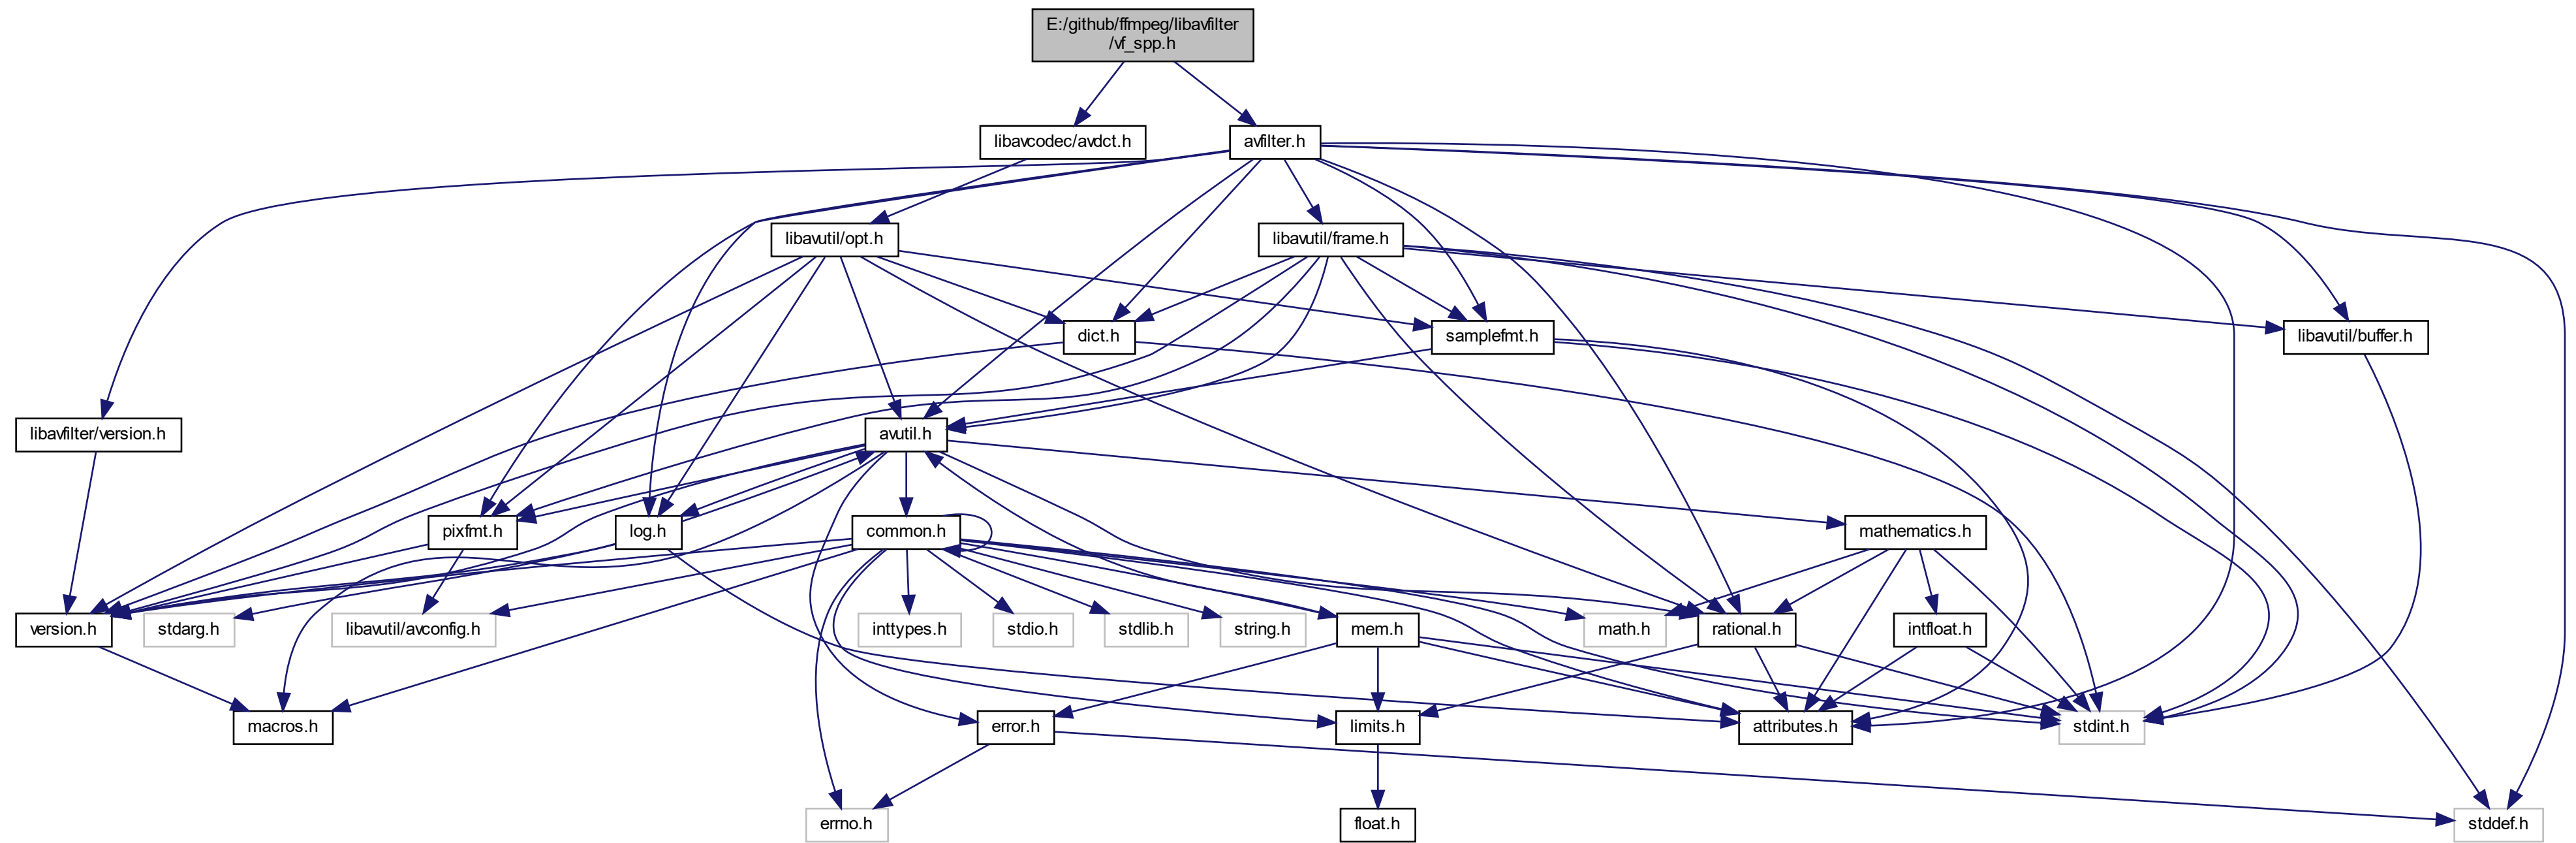 E:/github/ffmpeg/libavfilter
/vf_spp.h
libavcodec/avdct.h
avfilter.h
libavutil/opt.h
libavutil/frame.h
dict.h
samplefmt.h
libavutil/buffer.h
libavfilter/version.h
avutil.h
pixfmt.h
log.h
common.h
mathematics.h
version.h
stdarg.h
libavutil/avconfig.h
inttypes.h
stdio.h
stdlib.h
string.h
mem.h
math.h
rational.h
intfloat.h
macros.h
error.h
limits.h
attributes.h
stdint.h
errno.h
float.h
stddef.h